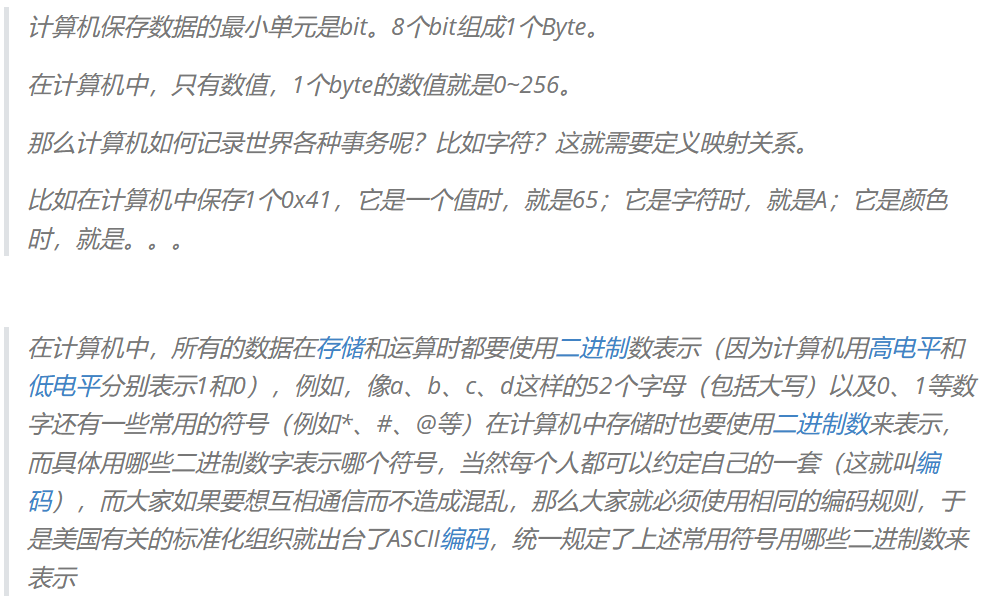 计算机保存数据的最小单元是bit。8个bit组成1个Byte。
在计算机中，只有数值，1个byte的数值就是0~256。
那么计算机如何记录世界各种事务呢？比如字符？这就需要定义映射关系。
比如在计算机中保存1个0x41，它是一个值时，就是65；它是字符时，就是A；它是颜色
时，就是。。。
在计算机中，所有的数据在存储和运算时都要使用二进制数表示（因为计算机用高电平和
低电平分别表示1和0），例如，像a、b、c、d这样的52个字母（包括大写）以及0、1等数
字还有一些常用的符号（例如*、#、@等）在计算机中存储时也要使用二进制数来表示，
而具体用哪些二进制数字表示哪个符号，当然每个人都可以约定自己的一套（这就叫编
码），而大家如果要想互相通信而不造成混乱，那么大家就必须使用相同的编码规则，于
是美国有关的标准化组织就出台了ASCII编码，统一规定了上述常用符号用哪些二进制数来
表示